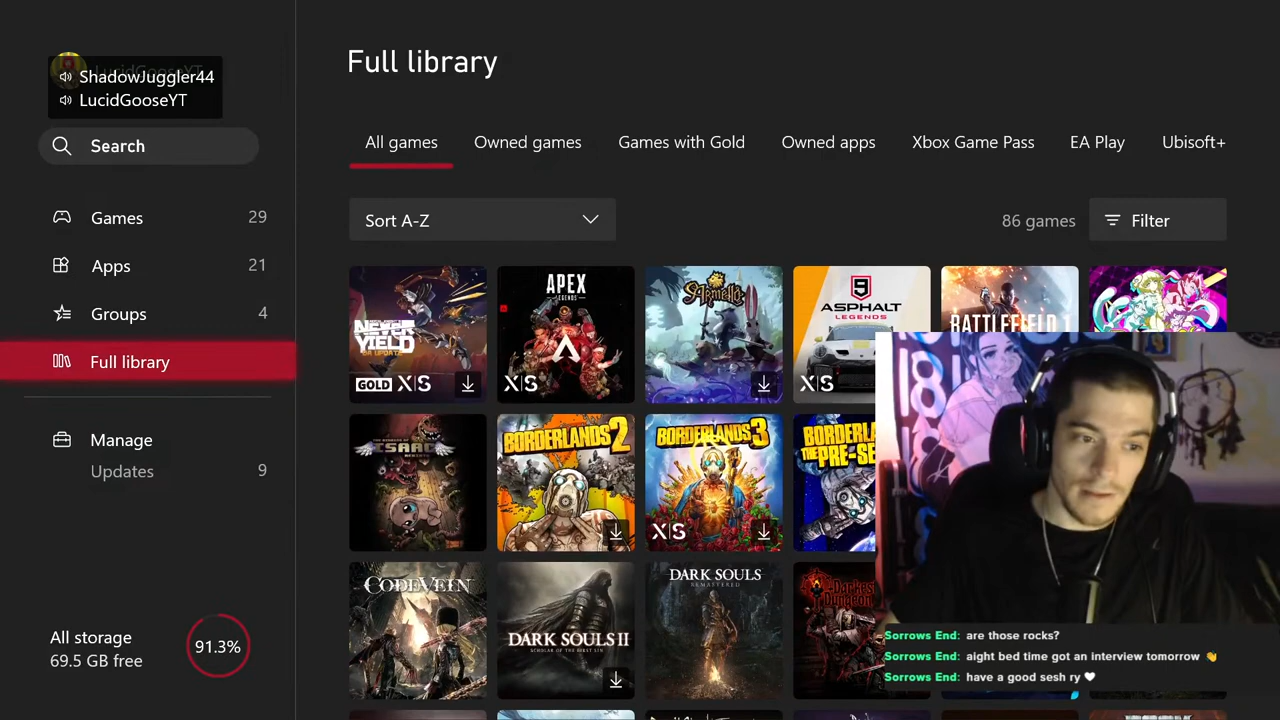 Full library
ShadowJuggler44
LucidGooseYT
Search
Games 29
Apps 21
Groups 4
Full library
Manage
Updates 9
All storage
69.5 GB free
91.3%
All games Owned games Games with Gold Owned apps Xbox Game Pass EA Play Ubisoft+
Sort A-Z
86 games Filter
NEVER
YIELD
GOLD X|S
APEX
LEGENDS
X|S
Armello
9
ASPHALT
LEGENDS
X|S
BATTLEFIELD 1
ISAAC
BORDERLANDS 2
BORDERLANDS 3
X|S
BORDERLAN
THE PRE-SE
CODE VEIN
DARK SOULS II
SCHOLAR OF THE FIRST SIN
DARK SOULS
REMASTERED
Darkest
Dungeon
Sorrows End: are those rocks?
Sorrows End: aight bed time got an interview tomorrow 👏
Sorrows End: have a good sesh ry 🤍